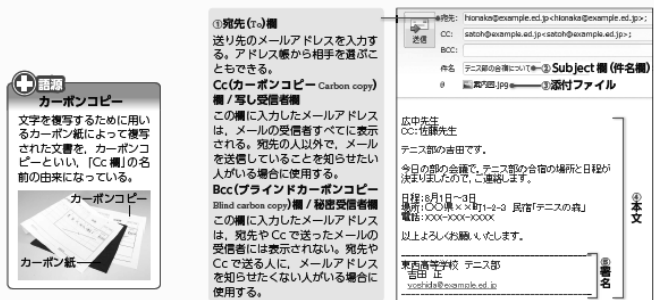 語源
カーボンコピー
文字を複写するために用い
るカーボン紙によって複写
された文書を，カーボンコ
ピーといい，「Cc欄」の名
前の由来になっている。
カーボンコピー
カーボン紙
①宛先(To)欄
送り先のメールアドレスを入力す
る。アドレス帳から相手を選ぶこ
ともできる。
Cc(カーボンコピー Carbon copy)
欄 / 写し受信者欄
この欄に入力したメールアドレス
は，メールの受信者すべてに表示
される。宛先の人以外で，メール
を送信していることを知らせたい
人がいる場合に使用する。
Bcc(ブラインドカーボンコピー
Blind carbon copy)欄 / 秘密受信者欄
この欄に入力したメールアドレス
は，宛先やCcで送ったメールの
受信者には表示されない。宛先や
Ccで送る人に，メールアドレス
を知らせたくない人がいる場合に
使用する。
送信
宛先: hironaka@example.ed.jp<hironaka@example.ed.jp>;
CC: satoh@example.ed.jp<satoh@example.ed.jp>;
BCC:
件名 テニス部の合宿について ②Subject欄(件名欄)
案内図.jpg ③添付ファイル
広中先生
CC:佐藤先生
テニス部の吉田です。
今日の部の会議で，テニス部の合宿の場所と日程が
決まりましたので，ご連絡します。
日程:8月1日～3日
場所:○○県××町1-2-3 民宿「テニスの森」
電話:xxx-xxx-xxxx
以上よろしくお願いいたします。
④本文
東西高等学校 テニス部
吉田 正
yoshida@example.ed.jp
⑤署名